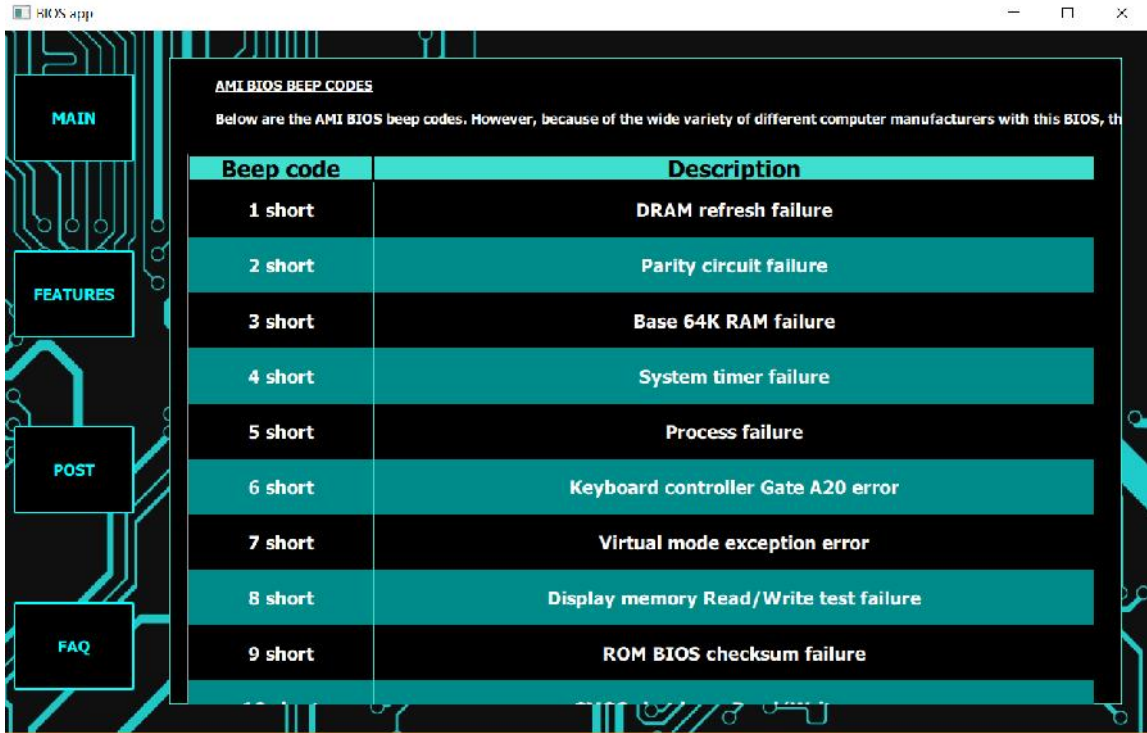 BIOS app
MAIN
FEATURES
POST
FAQ
AMI BIOS BEEP CODES
Below are the AMI BIOS beep codes. However, because of the wide variety of different computer manufacturers with this BIOS, th
Beep code Description
1 short DRAM refresh failure
2 short Parity circuit failure
3 short Base 64K RAM failure
4 short System timer failure
5 short Process failure
6 short Keyboard controller Gate A20 error
7 short Virtual mode exception error
8 short Display memory Read/Write test failure
9 short ROM BIOS checksum failure